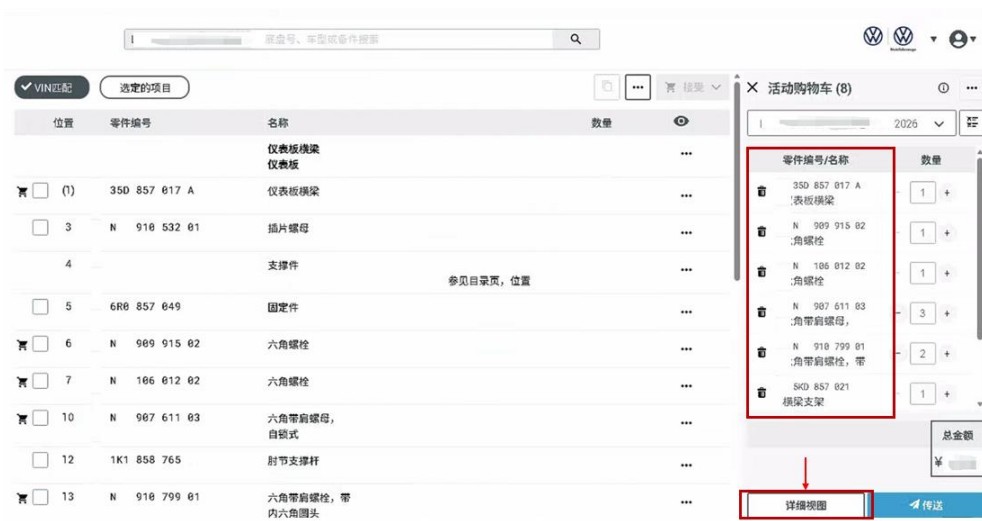 底盘号、车型或备件搜索
VIN匹配
选定的项目
接受
活动购物车 (8)
位置 零件编号 名称 数量
2026
仪表板横梁
仪表板
零件编号/名称 数量
(1) 35D 857 017 A 仪表板横梁
35D 857 017 A
表板横梁
1
3 N 910 532 01 插片螺母
N 909 915 02
角螺栓
1
4 支撑件
参见目录页，位置
N 106 012 02
角螺栓
1
5 6R0 857 049 固定件
N 907 611 03
角带肩螺母，
3
6 N 909 915 02 六角螺栓
N 910 799 01
角带肩螺栓，带
2
7 N 106 012 02 六角螺栓
5KD 857 021
横梁支架
1
10 N 907 611 03 六角带肩螺母，
自锁式
总金额
¥
12 1K1 858 765 肘节支撑杆
13 N 910 799 01 六角带肩螺栓，带
内六角圆头
详细视图
传送